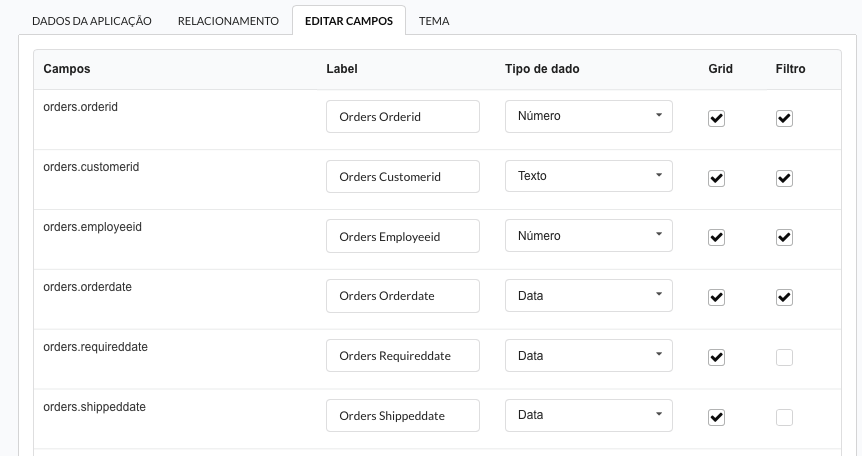 DADOS DA APLICAÇÃO RELACIONAMENTO EDITAR CAMPOS TEMA
Campos Label Tipo de dado Grid Filtro
orders.orderid Orders Orderid Número
orders.customerid Orders Customerid Texto
orders.employeeid Orders Employeeid Número
orders.orderdate Orders Orderdate Data
orders.requireddate Orders Requireddate Data
orders.shippeddate Orders Shippeddate Data